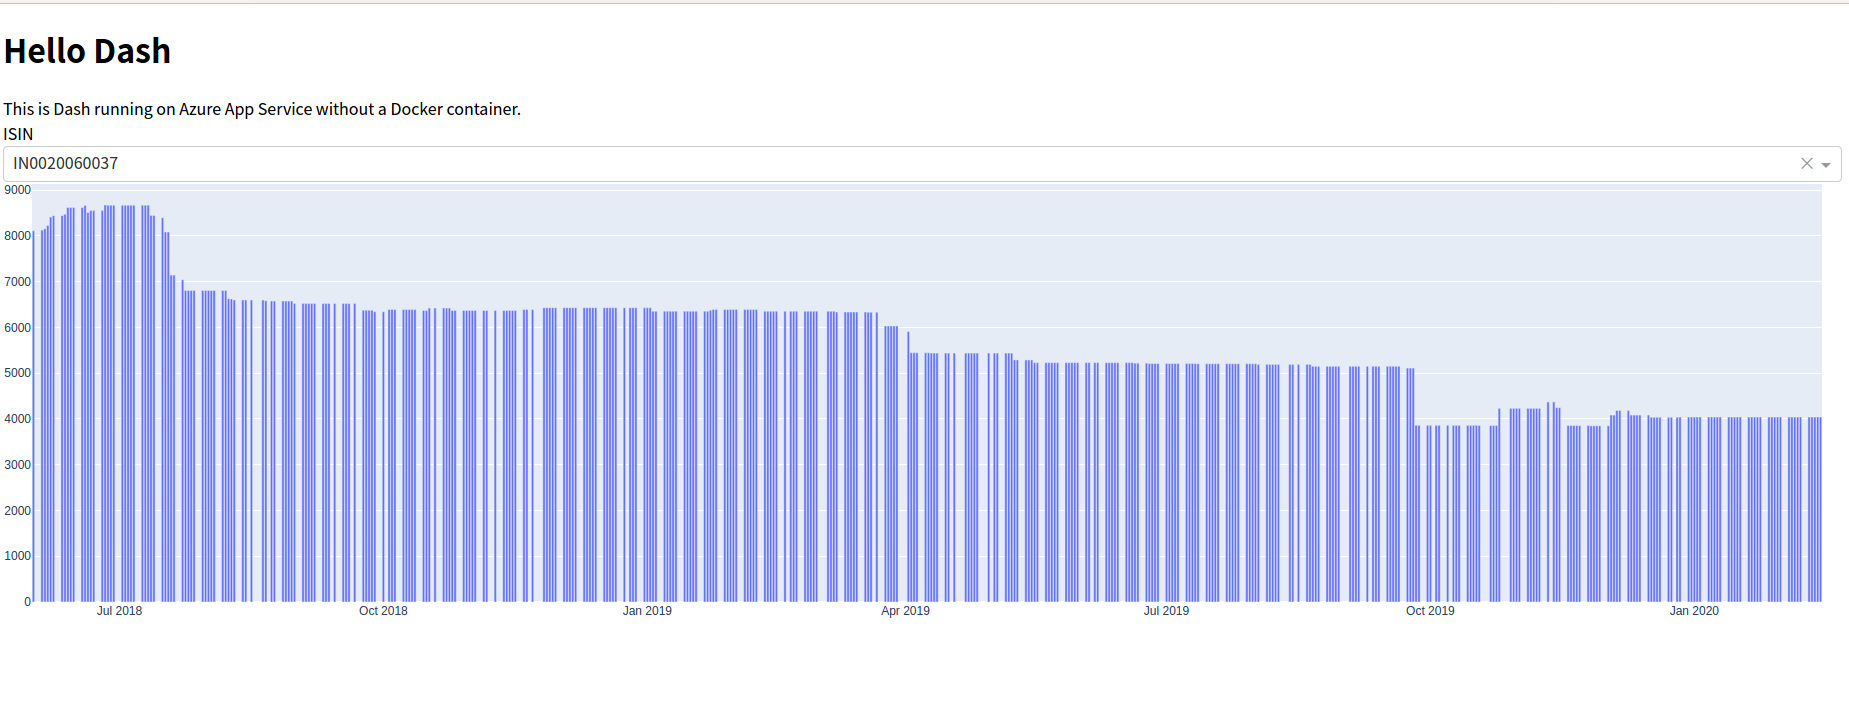 Hello Dash
This is Dash running on Azure App Service without a Docker container.
ISIN
IN0020060037
9000
8000
7000
6000
5000
4000
3000
2000
1000
0
Jul 2018 Oct 2018 Jan 2019 Apr 2019 Jul 2019 Oct 2019 Jan 2020